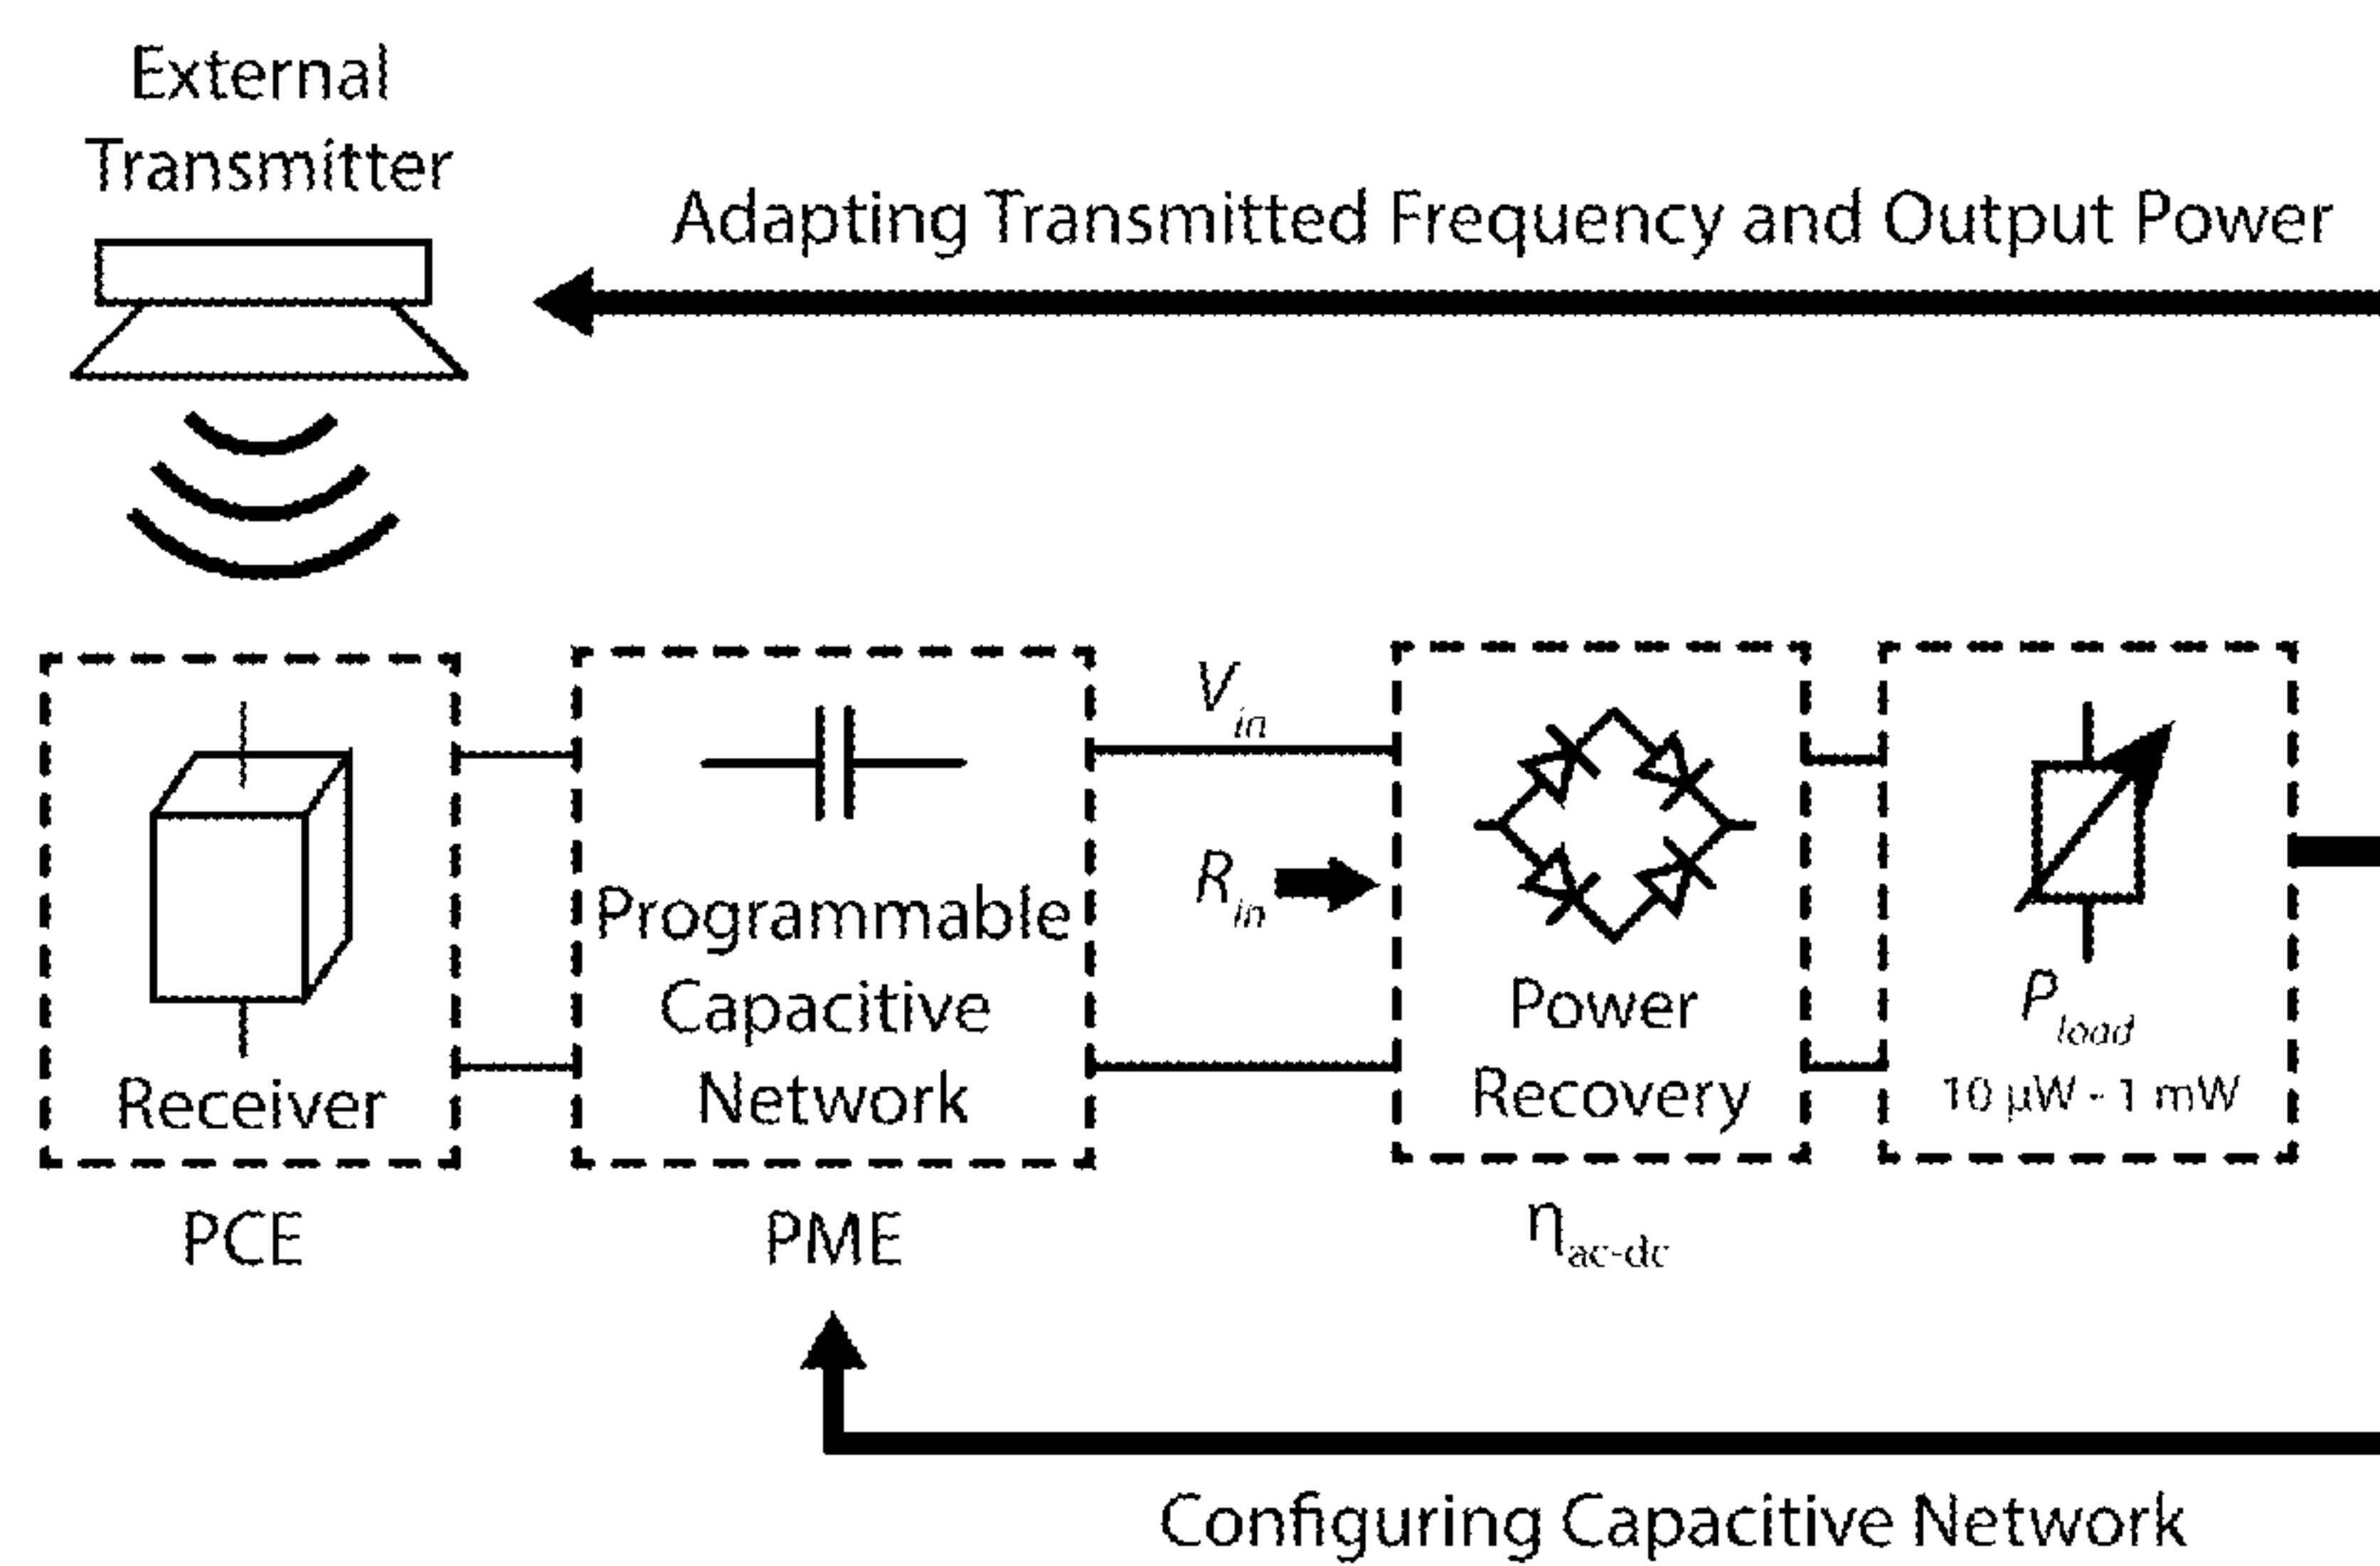 External
Transmitter
Adapting Transmitted Frequency and Output Power
V_in
R_in
Programmable
Capacitive
Network
Receiver
Power
Recovery
P_load
10 µW - 1 mW
PCE
PME
η_ac-dc
Configuring Capacitive Network